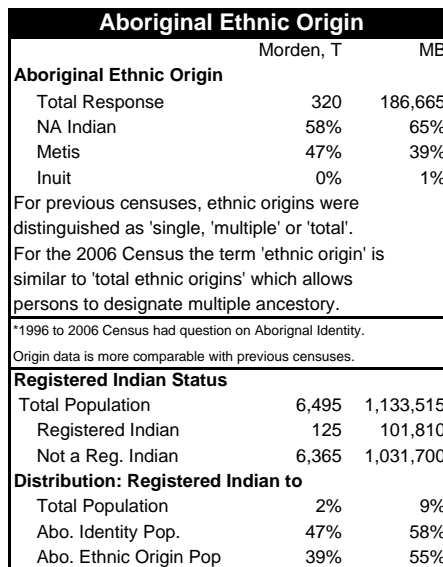 Aboriginal Ethnic Origin
Morden, T MB
Aboriginal Ethnic Origin
Total Response 320 186,665
NA Indian 58% 65%
Metis 47% 39%
Inuit 0% 1%
For previous censuses, ethnic origins were
distinguished as 'single, 'multiple' or 'total'.
For the 2006 Census the term 'ethnic origin' is
similar to 'total ethnic origins' which allows
persons to designate multiple ancestory.
*1996 to 2006 Census had question on Aborignal Identity.
Origin data is more comparable with previous censuses.
Registered Indian Status
Total Population 6,495 1,133,515
Registered Indian 125 101,810
Not a Reg. Indian 6,365 1,031,700
Distribution: Registered Indian to
Total Population 2% 9%
Abo. Identity Pop. 47% 58%
Abo. Ethnic Origin Pop 39% 55%